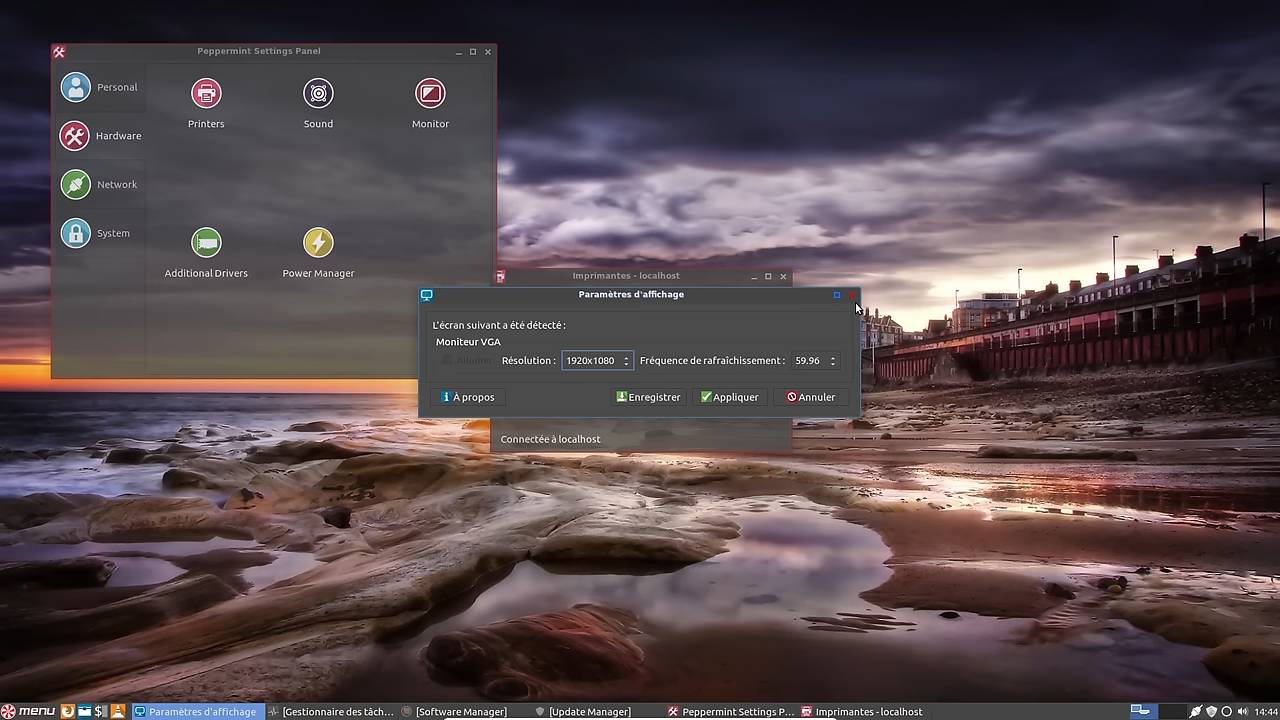 Peppermint Settings Panel
Personal
Hardware
Network
System
Printers
Sound
Monitor
Additional Drivers
Power Manager
Imprimantes - localhost
Paramètres d'affichage
L'écran suivant a été détecté :
Moniteur VGA
Allumer Résolution : 1920x1080 Fréquence de rafraîchissement : 59.96
À propos Enregistrer Appliquer Annuler
Connectée à localhost
menu Paramètres d'affichage [Gestionnaire des tâch... [Software Manager] [Update Manager] Peppermint Settings P... Imprimantes - localhost 14:44